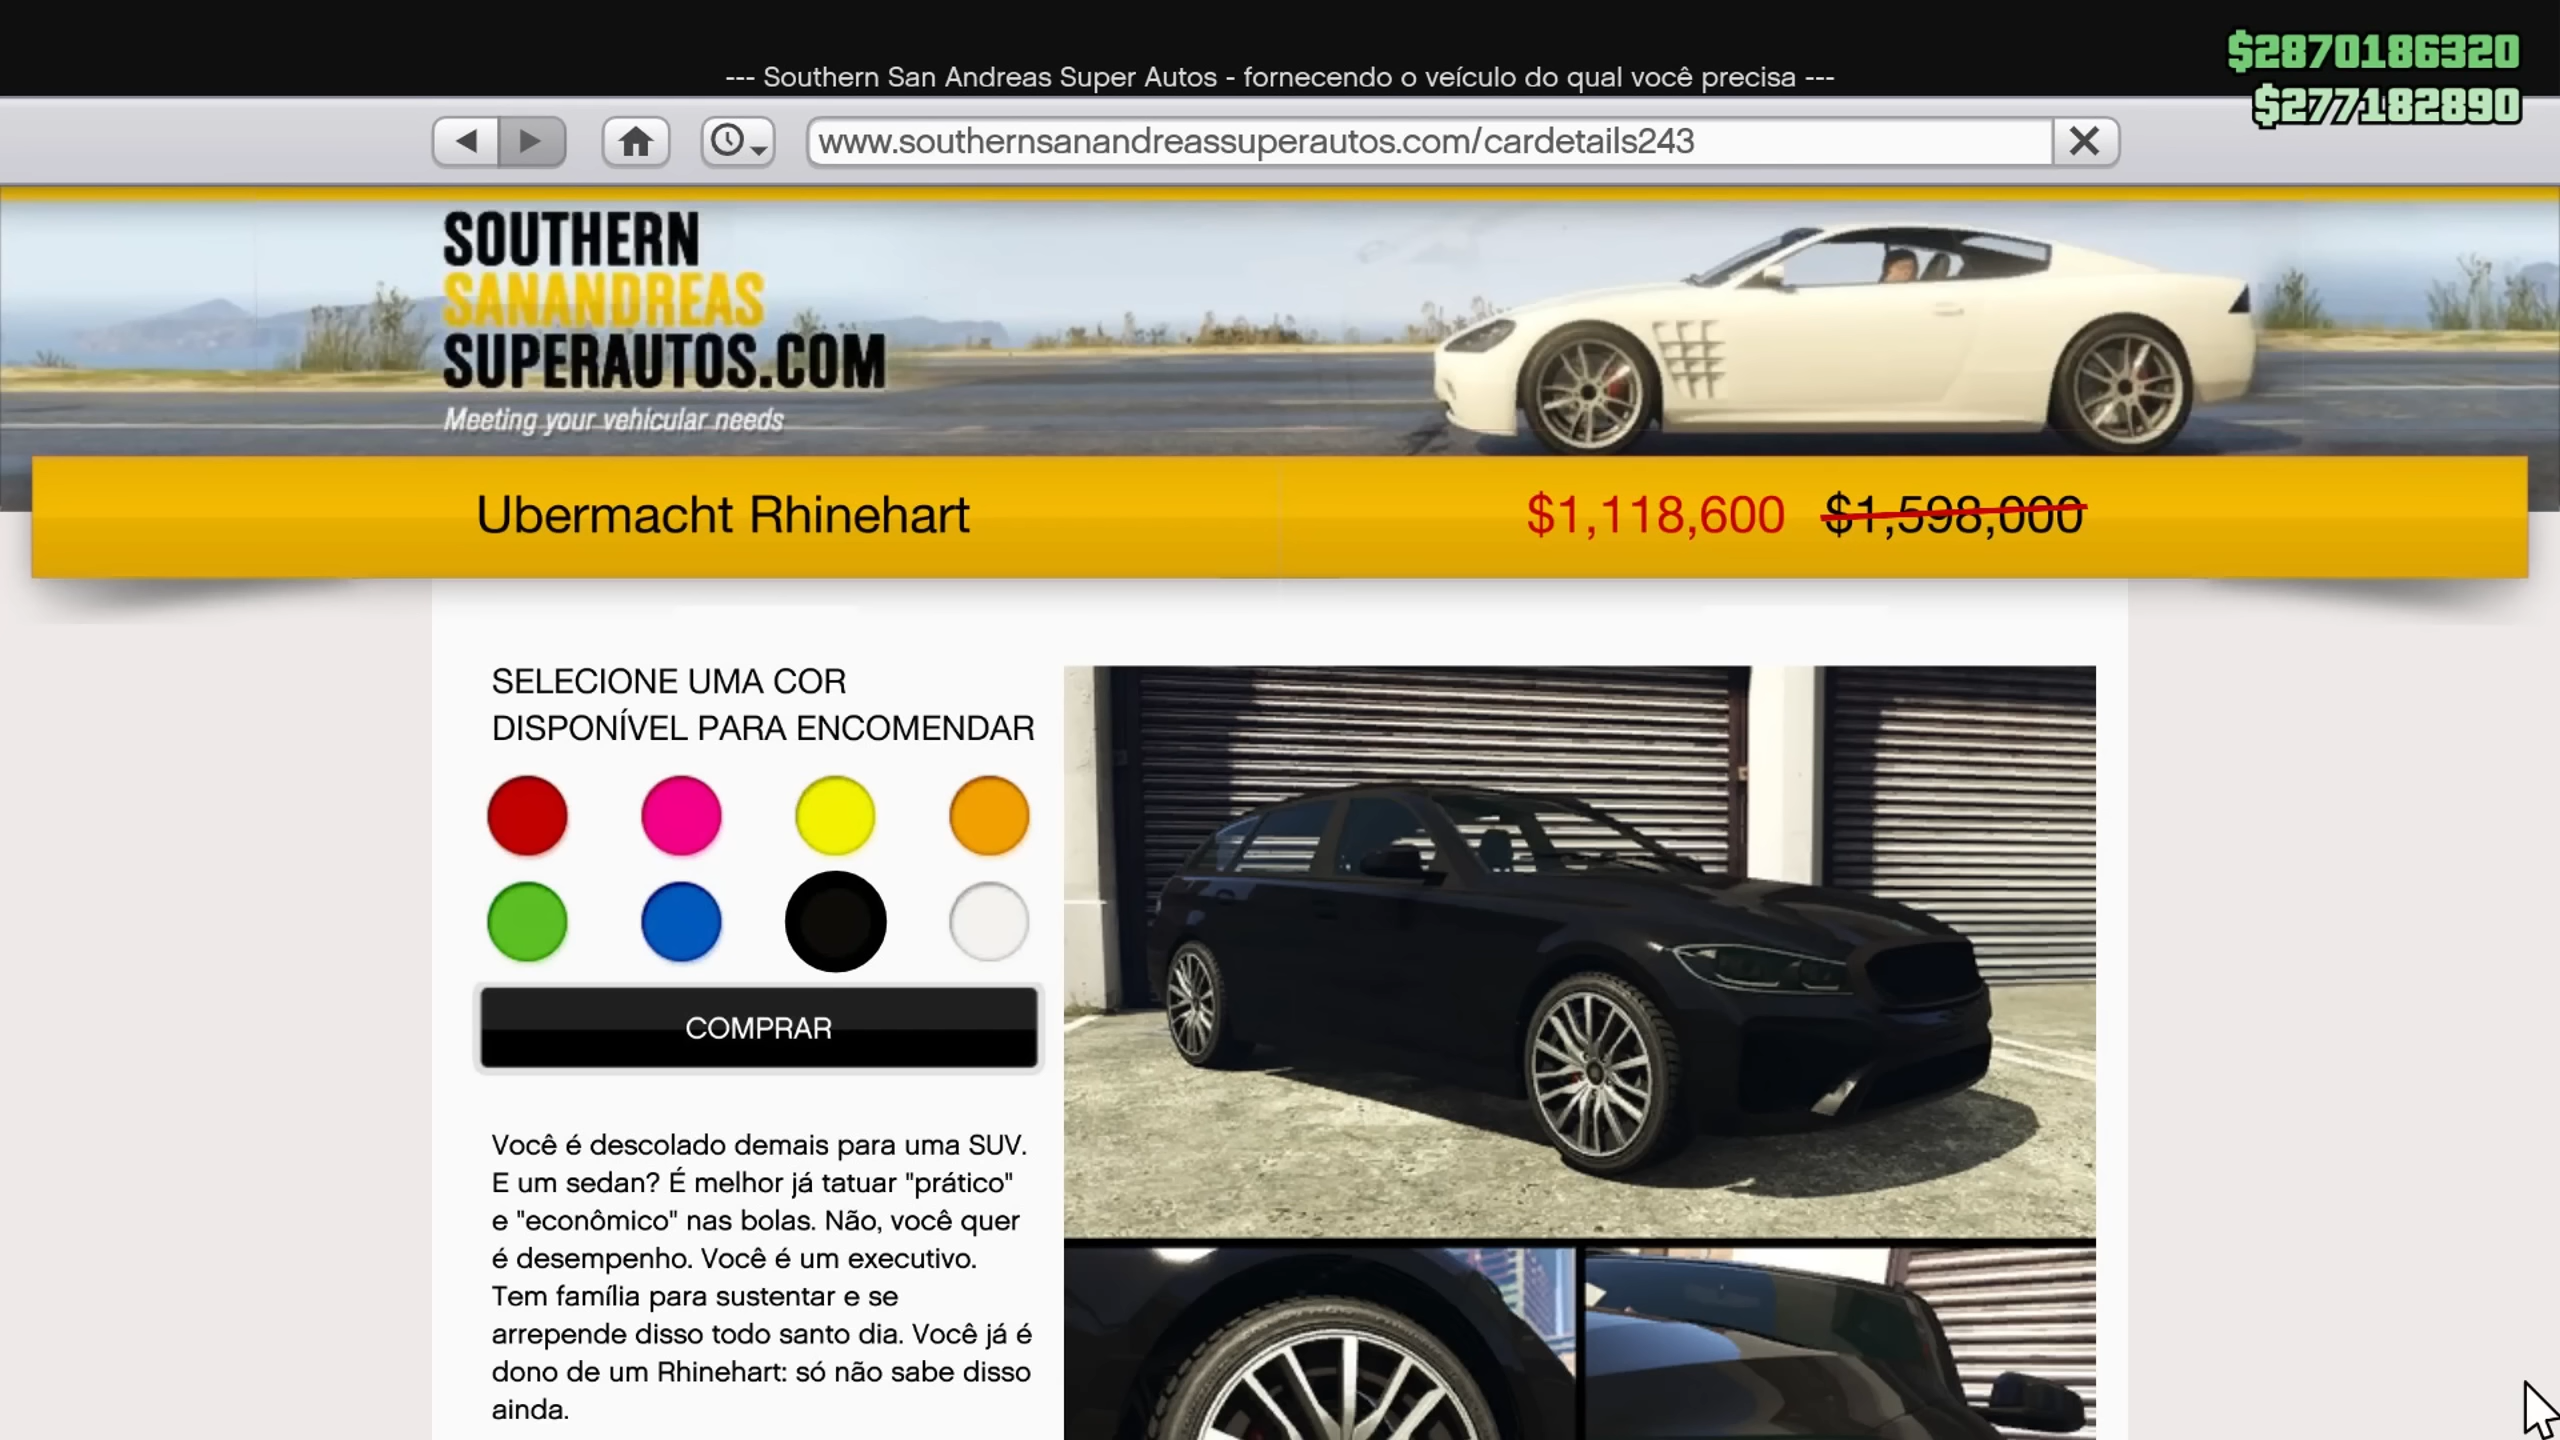 --- Southern San Andreas Super Autos - fornecendo o veículo do qual você precisa ---
$2870186320
$277182890
www.southernsanandreassuperautos.com/cardetails243
SOUTHERN
SANANDREAS
SUPERAUTOS.COM
Meeting your vehicular needs
Ubermacht Rhinehart
$1,118,600 $1,598,000
SELECIONE UMA COR
DISPONÍVEL PARA ENCOMENDAR
COMPRAR
Você é descolado demais para uma SUV.
E um sedan? É melhor já tatuar "prático"
e "econômico" nas bolas. Não, você quer
é desempenho. Você é um executivo.
Tem família para sustentar e se
arrepende disso todo santo dia. Você já é
dono de um Rhinehart: só não sabe disso
ainda.